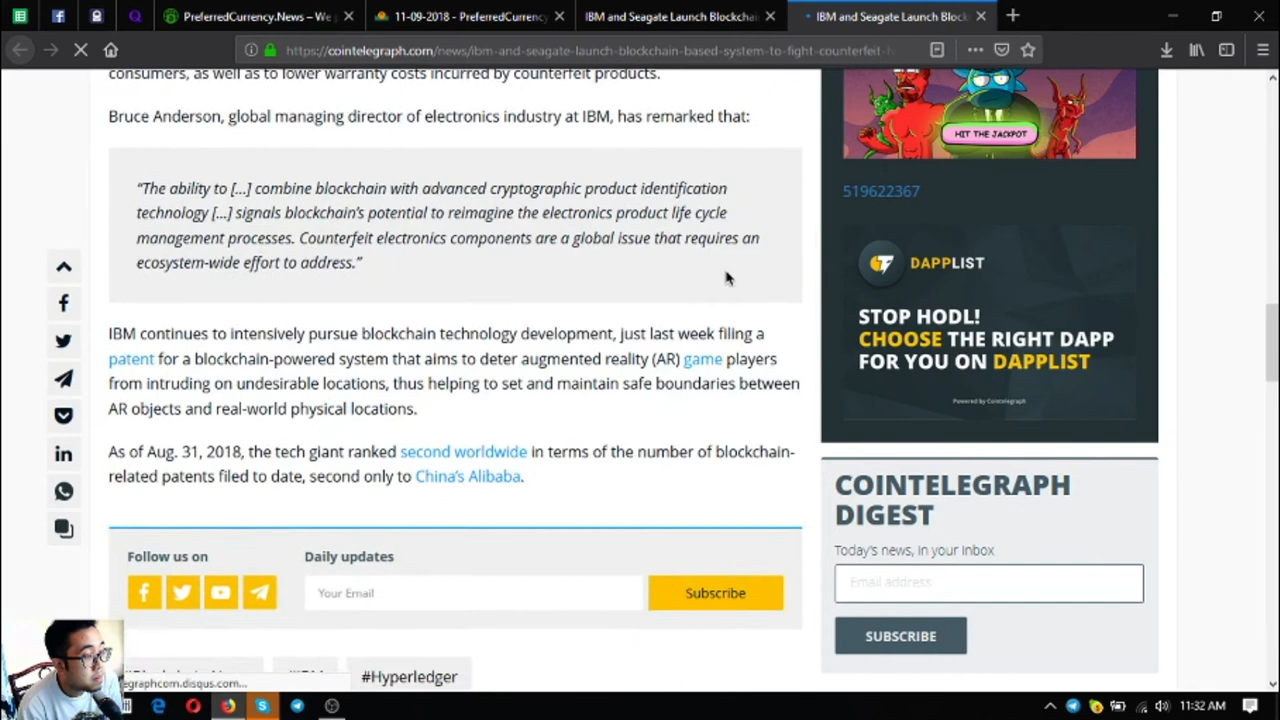 PreferredCurrency.News – We p
11-09-2018 - PreferredCurrency
IBM and Seagate Launch Blockchain
IBM and Seagate Launch Block
https://cointelegraph.com/news/ibm-and-seagate-launch-blockchain-based-system-to-fight-counterfeit-h
consumers, as well as to lower warranty costs incurred by counterfeit products.
Bruce Anderson, global managing director of electronics industry at IBM, has remarked that:
“The ability to [...] combine blockchain with advanced cryptographic product identification
technology [...] signals blockchain’s potential to reimagine the electronics product life cycle
management processes. Counterfeit electronics components are a global issue that requires an
ecosystem-wide effort to address.”
IBM continues to intensively pursue blockchain technology development, just last week filing a
patent for a blockchain-powered system that aims to deter augmented reality (AR) game players
from intruding on undesirable locations, thus helping to set and maintain safe boundaries between
AR objects and real-world physical locations.
As of Aug. 31, 2018, the tech giant ranked second worldwide in terms of the number of blockchain-
related patents filed to date, second only to China’s Alibaba.
Follow us on
Daily updates
Your Email
Subscribe
#Hyperledger
egraphcom.disqus.com...
HIT THE JACKPOT
519622367
DAPPLIST
STOP HODL!
CHOOSE THE RIGHT DAPP
FOR YOU ON DAPPLIST
Powered by Cointelegraph
COINTELEGRAPH
DIGEST
Today's news, in your inbox
Email address
SUBSCRIBE
11:32 AM